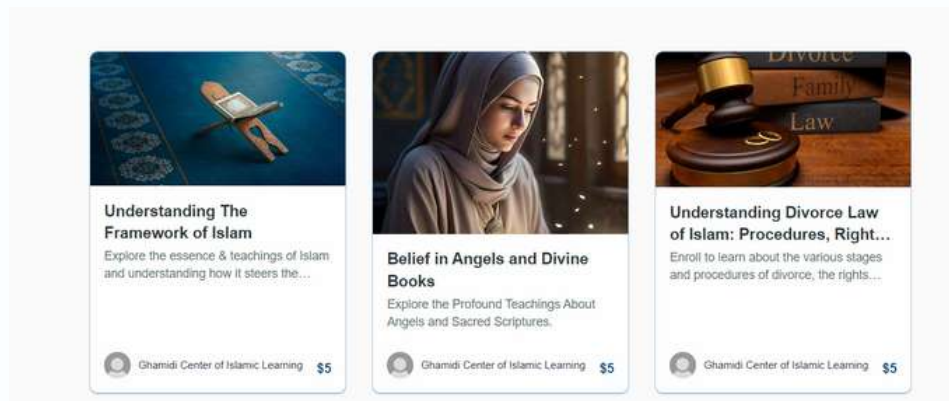 Understanding The
Framework of Islam
Explore the essence & teachings of Islam
and understanding how it steers the...
Ghamidi Center of Islamic Learning $5
Belief in Angels and Divine
Books
Explore the Profound Teachings About
Angels and Sacred Scriptures.
Ghamidi Center of Islamic Learning $5
Divorce
Family
Law
Understanding Divorce Law
of Islam: Procedures, Right...
Enroll to learn about the various stages
and procedures of divorce, the rights...
Ghamidi Center of Islamic Learning $5